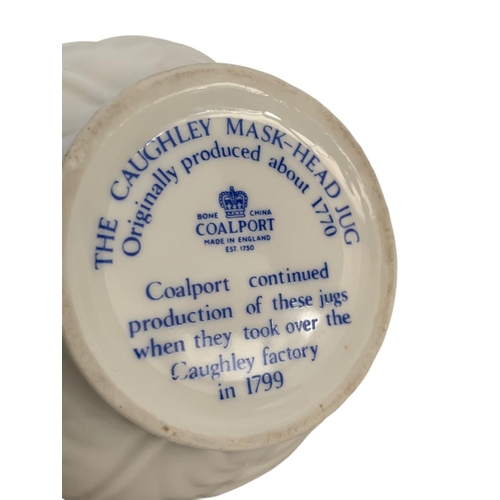 THE CAUGHLEY MASK-HEAD JUG
Originally produced about 1770
BONE CHINA
COALPORT
MADE IN ENGLAND
EST. 1750
Coalport continued
production of these jugs
when they took over the
Caughley factory
in 1799